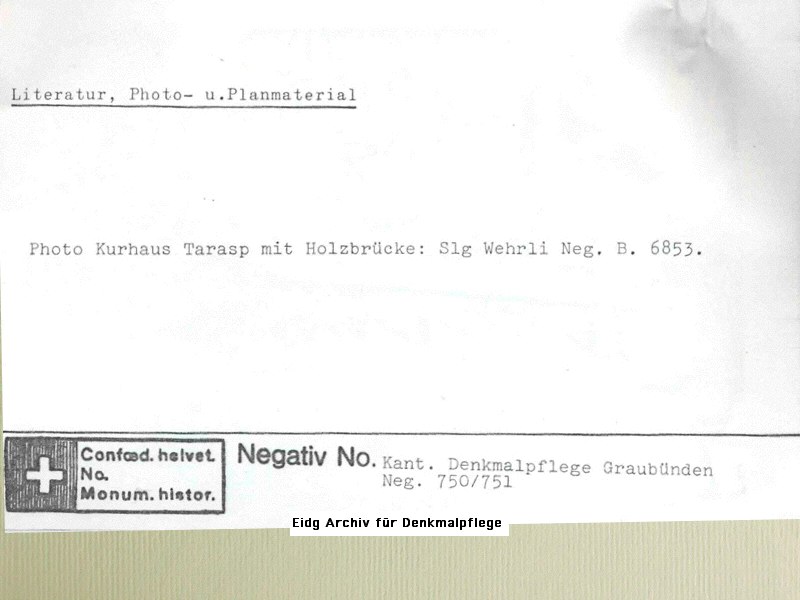 Literatur, Photo- u.Planmaterial
Photo Kurhaus Tarasp mit Holzbrücke: Slg Wehrli Neg. B. 6853.
Confœd. helvet.
No.
Monum. histor.
Negativ No. Kant. Denkmalpflege Graubünden
Neg. 750/751
Eidg Archiv für Denkmalpflege